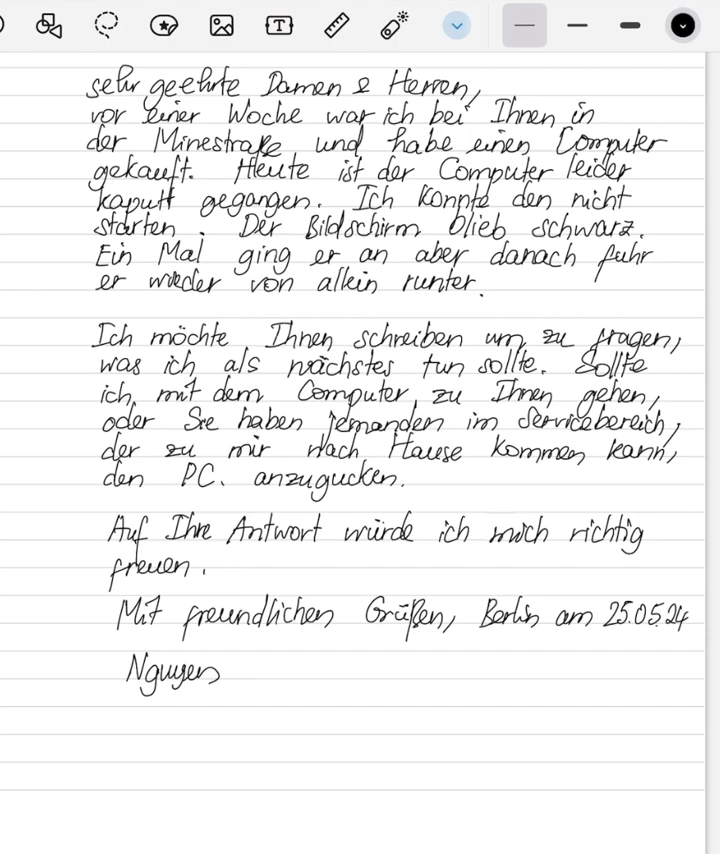 sehr geehrte Damen & Herren,
vor einer Woche war ich bei Ihnen in
der Minestraße und habe einen Computer
gekauft. Heute ist der Computer leider
kaputt gegangen. Ich konnte den nicht
starten. Der Bildschirm blieb schwarz.
Ein Mal ging er an aber danach fuhr
er wieder von allein runter.
Ich möchte Ihnen schreiben um zu fragen,
was ich als nächstes tun sollte. Sollte
ich, mit dem Computer, zu Ihnen gehen,
oder Sie haben jemanden im Servicebereich,
der zu mir nach Hause kommen kann,
den PC. anzugucken.
Auf Ihre Antwort würde ich mich richtig
freuen.
Mit freundlichen Grüßen, Berlin am 25.05.24
Nguyen